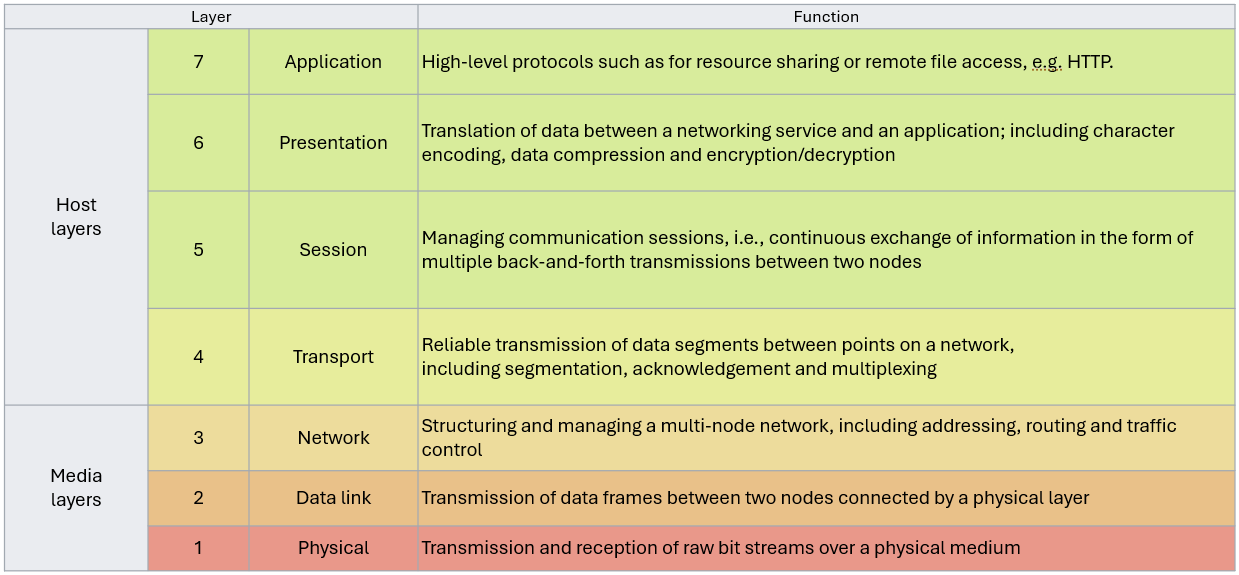 Layer Function
Host
layers
7 Application High-level protocols such as for resource sharing or remote file access, e.g. HTTP.
6 Presentation Translation of data between a networking service and an application; including character
encoding, data compression and encryption/decryption
5 Session Managing communication sessions, i.e., continuous exchange of information in the form of
multiple back-and-forth transmissions between two nodes
4 Transport Reliable transmission of data segments between points on a network,
including segmentation, acknowledgement and multiplexing
Media
layers
3 Network Structuring and managing a multi-node network, including addressing, routing and traffic
control
2 Data link Transmission of data frames between two nodes connected by a physical layer
1 Physical Transmission and reception of raw bit streams over a physical medium